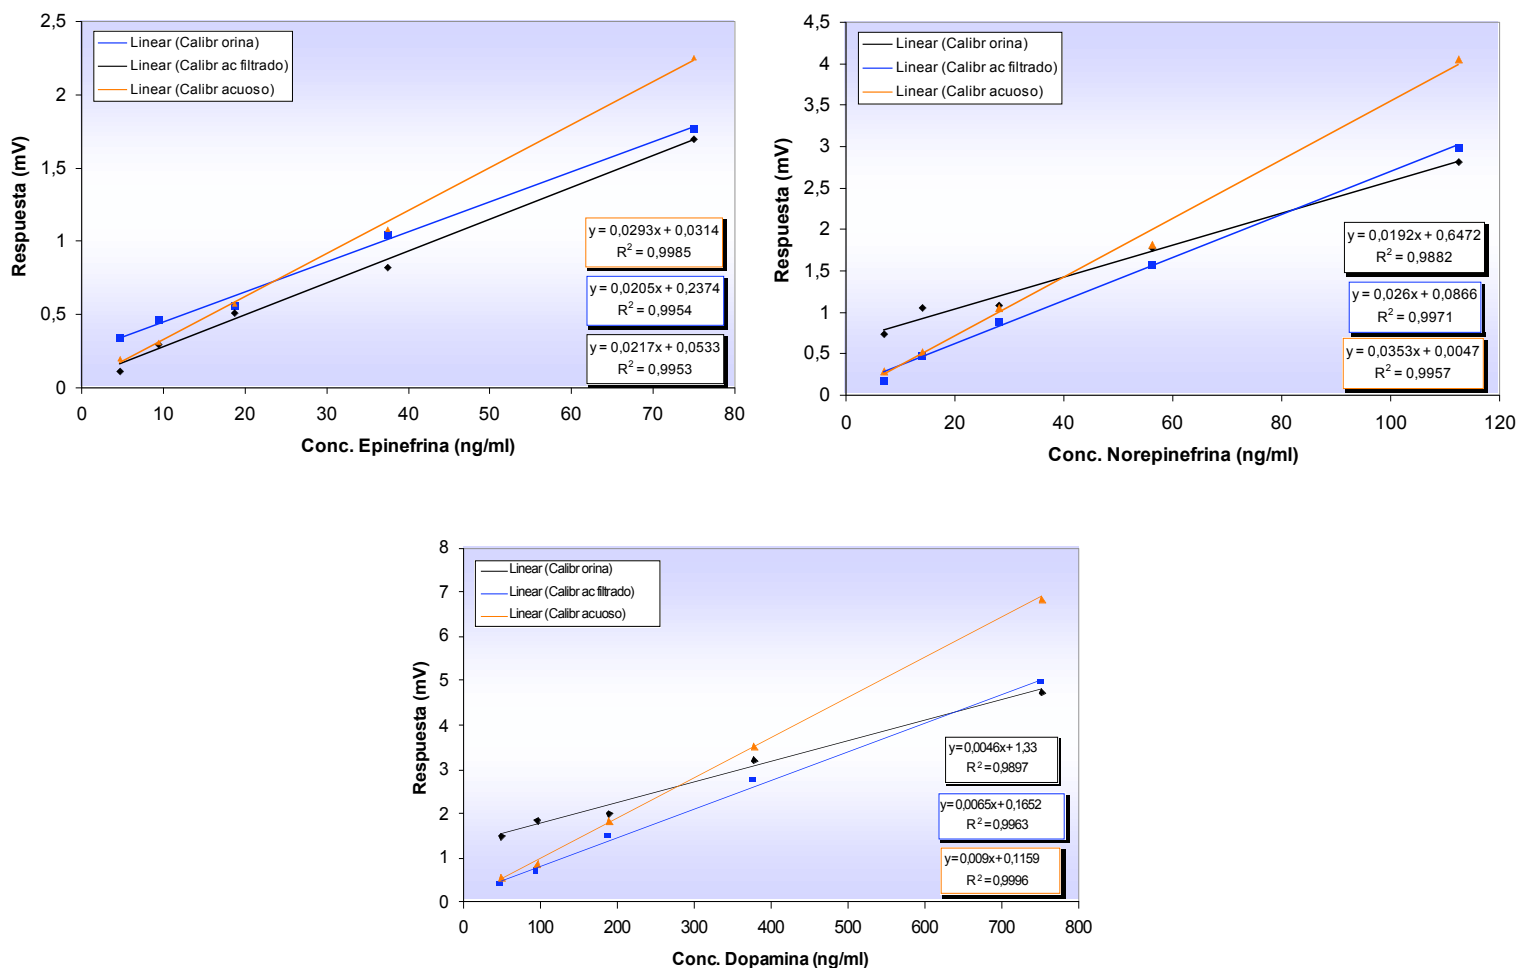 2,5
2
1,5
1
0,5
0
Respuesta (mV)
Linear (Calibr orina)
Linear (Calibr ac filtrado)
Linear (Calibr acuoso)
y = 0,0293x + 0,0314
R² = 0,9985
y = 0,0205x + 0,2374
R² = 0,9954
y = 0,0217x + 0,0533
R² = 0,9953
0 10 20 30 40 50 60 70 80
Conc. Epinefrina (ng/ml)
4,5
4
3,5
3
2,5
2
1,5
1
0,5
0
Respuesta (mV)
Linear (Calibr orina)
Linear (Calibr ac filtrado)
Linear (Calibr acuoso)
y = 0,0192x + 0,6472
R² = 0,9882
y = 0,026x + 0,0866
R² = 0,9971
y = 0,0353x + 0,0047
R² = 0,9957
0 20 40 60 80 100 120
Conc. Norepinefrina (ng/ml)
8
7
6
5
4
3
2
1
0
Respuesta (mV)
Linear (Calibr orina)
Linear (Calibr ac filtrado)
Linear (Calibr acuoso)
y = 0,0046x + 1,33
R² = 0,9897
y = 0,0065x + 0,1652
R² = 0,9963
y = 0,009x + 0,1159
R² = 0,9996
0 100 200 300 400 500 600 700 800
Conc. Dopamina (ng/ml)